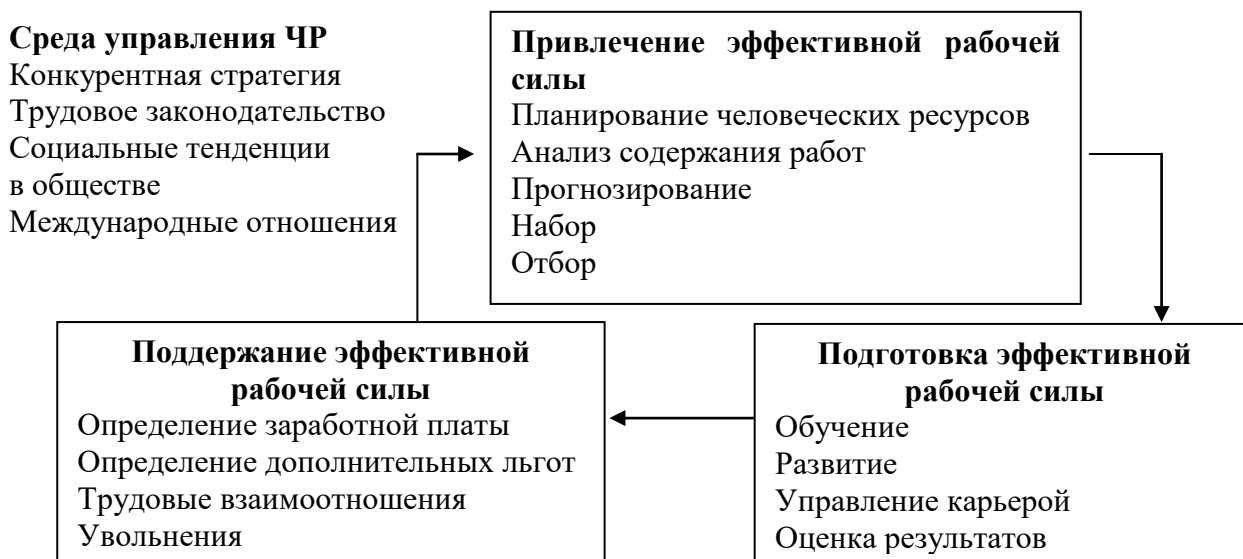 Среда управления ЧР
Конкурентная стратегия
Трудовое законодательство
Социальные тенденции
в обществе
Международные отношения
Привлечение эффективной рабочей
силы
Планирование человеческих ресурсов
Анализ содержания работ
Прогнозирование
Набор
Отбор
Поддержание эффективной
рабочей силы
Определение заработной платы
Определение дополнительных льгот
Трудовые взаимоотношения
Увольнения
Подготовка эффективной
рабочей силы
Обучение
Развитие
Управление карьерой
Оценка результатов